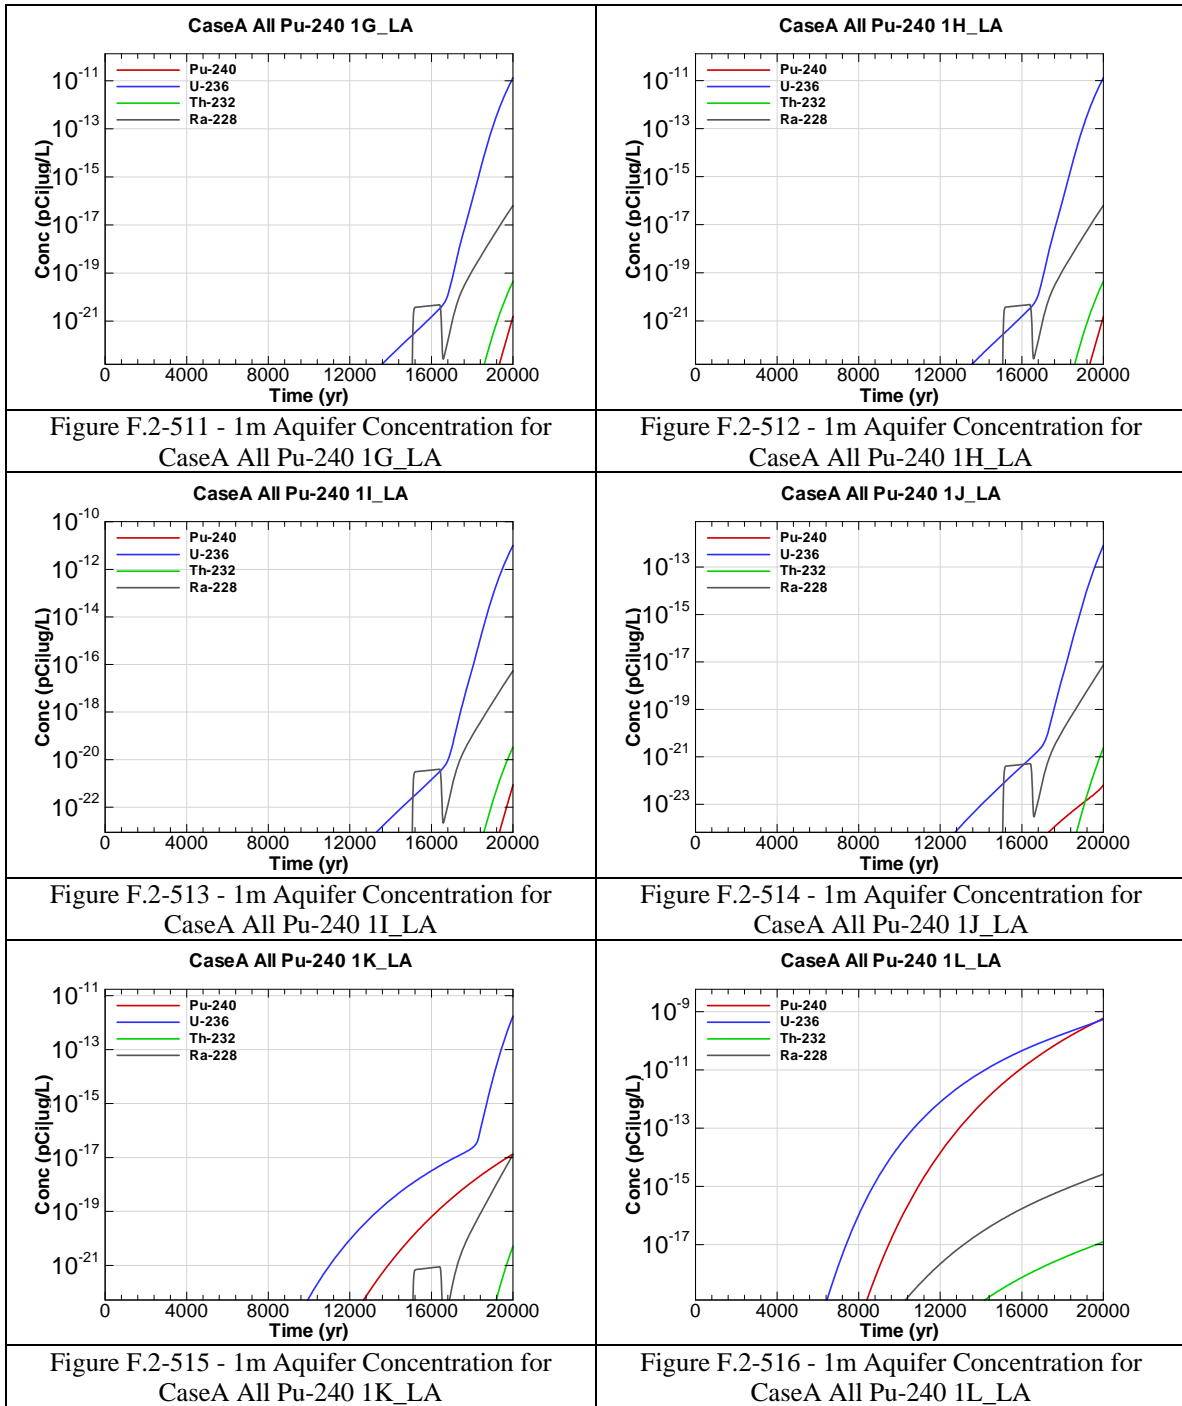 CaseA All Pu-240 1G_LA
Pu-240
U-236
Th-232
Ra-228
10-11
10-13
10-15
10-17
10-19
10-21
Conc (pCi|ug/L)
0 4000 8000 12000 16000 20000
Time (yr)
Figure F.2-511 - 1m Aquifer Concentration for
CaseA All Pu-240 1G_LA
CaseA All Pu-240 1H_LA
Pu-240
U-236
Th-232
Ra-228
10-11
10-13
10-15
10-17
10-19
10-21
Conc (pCi|ug/L)
0 4000 8000 12000 16000 20000
Time (yr)
Figure F.2-512 - 1m Aquifer Concentration for
CaseA All Pu-240 1H_LA
CaseA All Pu-240 1I_LA
Pu-240
U-236
Th-232
Ra-228
10-10
10-12
10-14
10-16
10-18
10-20
10-22
Conc (pCi|ug/L)
0 4000 8000 12000 16000 20000
Time (yr)
Figure F.2-513 - 1m Aquifer Concentration for
CaseA All Pu-240 1I_LA
CaseA All Pu-240 1J_LA
Pu-240
U-236
Th-232
Ra-228
10-13
10-15
10-17
10-19
10-21
10-23
Conc (pCi|ug/L)
0 4000 8000 12000 16000 20000
Time (yr)
Figure F.2-514 - 1m Aquifer Concentration for
CaseA All Pu-240 1J_LA
CaseA All Pu-240 1K_LA
Pu-240
U-236
Th-232
Ra-228
10-11
10-13
10-15
10-17
10-19
10-21
Conc (pCi|ug/L)
0 4000 8000 12000 16000 20000
Time (yr)
Figure F.2-515 - 1m Aquifer Concentration for
CaseA All Pu-240 1K_LA
CaseA All Pu-240 1L_LA
Pu-240
U-236
Th-232
Ra-228
10-9
10-11
10-13
10-15
10-17
Conc (pCi|ug/L)
0 4000 8000 12000 16000 20000
Time (yr)
Figure F.2-516 - 1m Aquifer Concentration for
CaseA All Pu-240 1L_LA